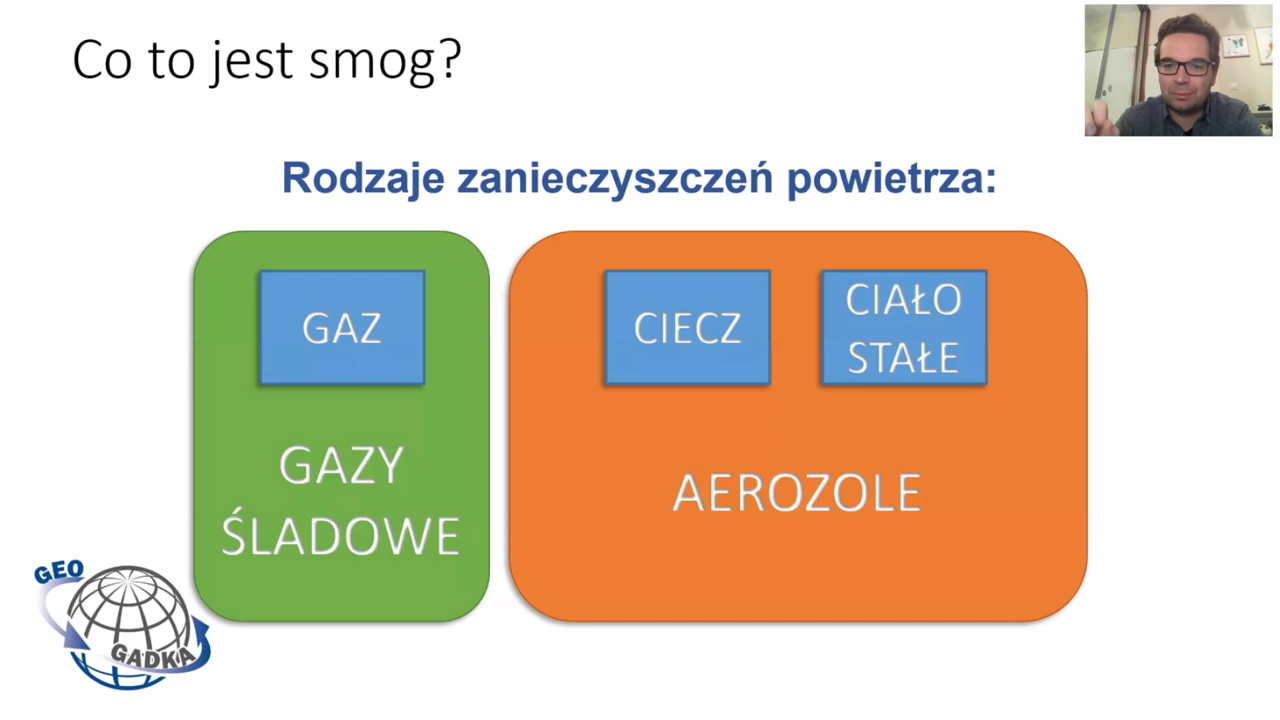 Co to jest smog?
Rodzaje zanieczyszczeń powietrza:
GAZ
GAZY
ŚLADOWE
CIECZ
CIAŁO
STAŁE
AEROZOLE
GEO
GADKA